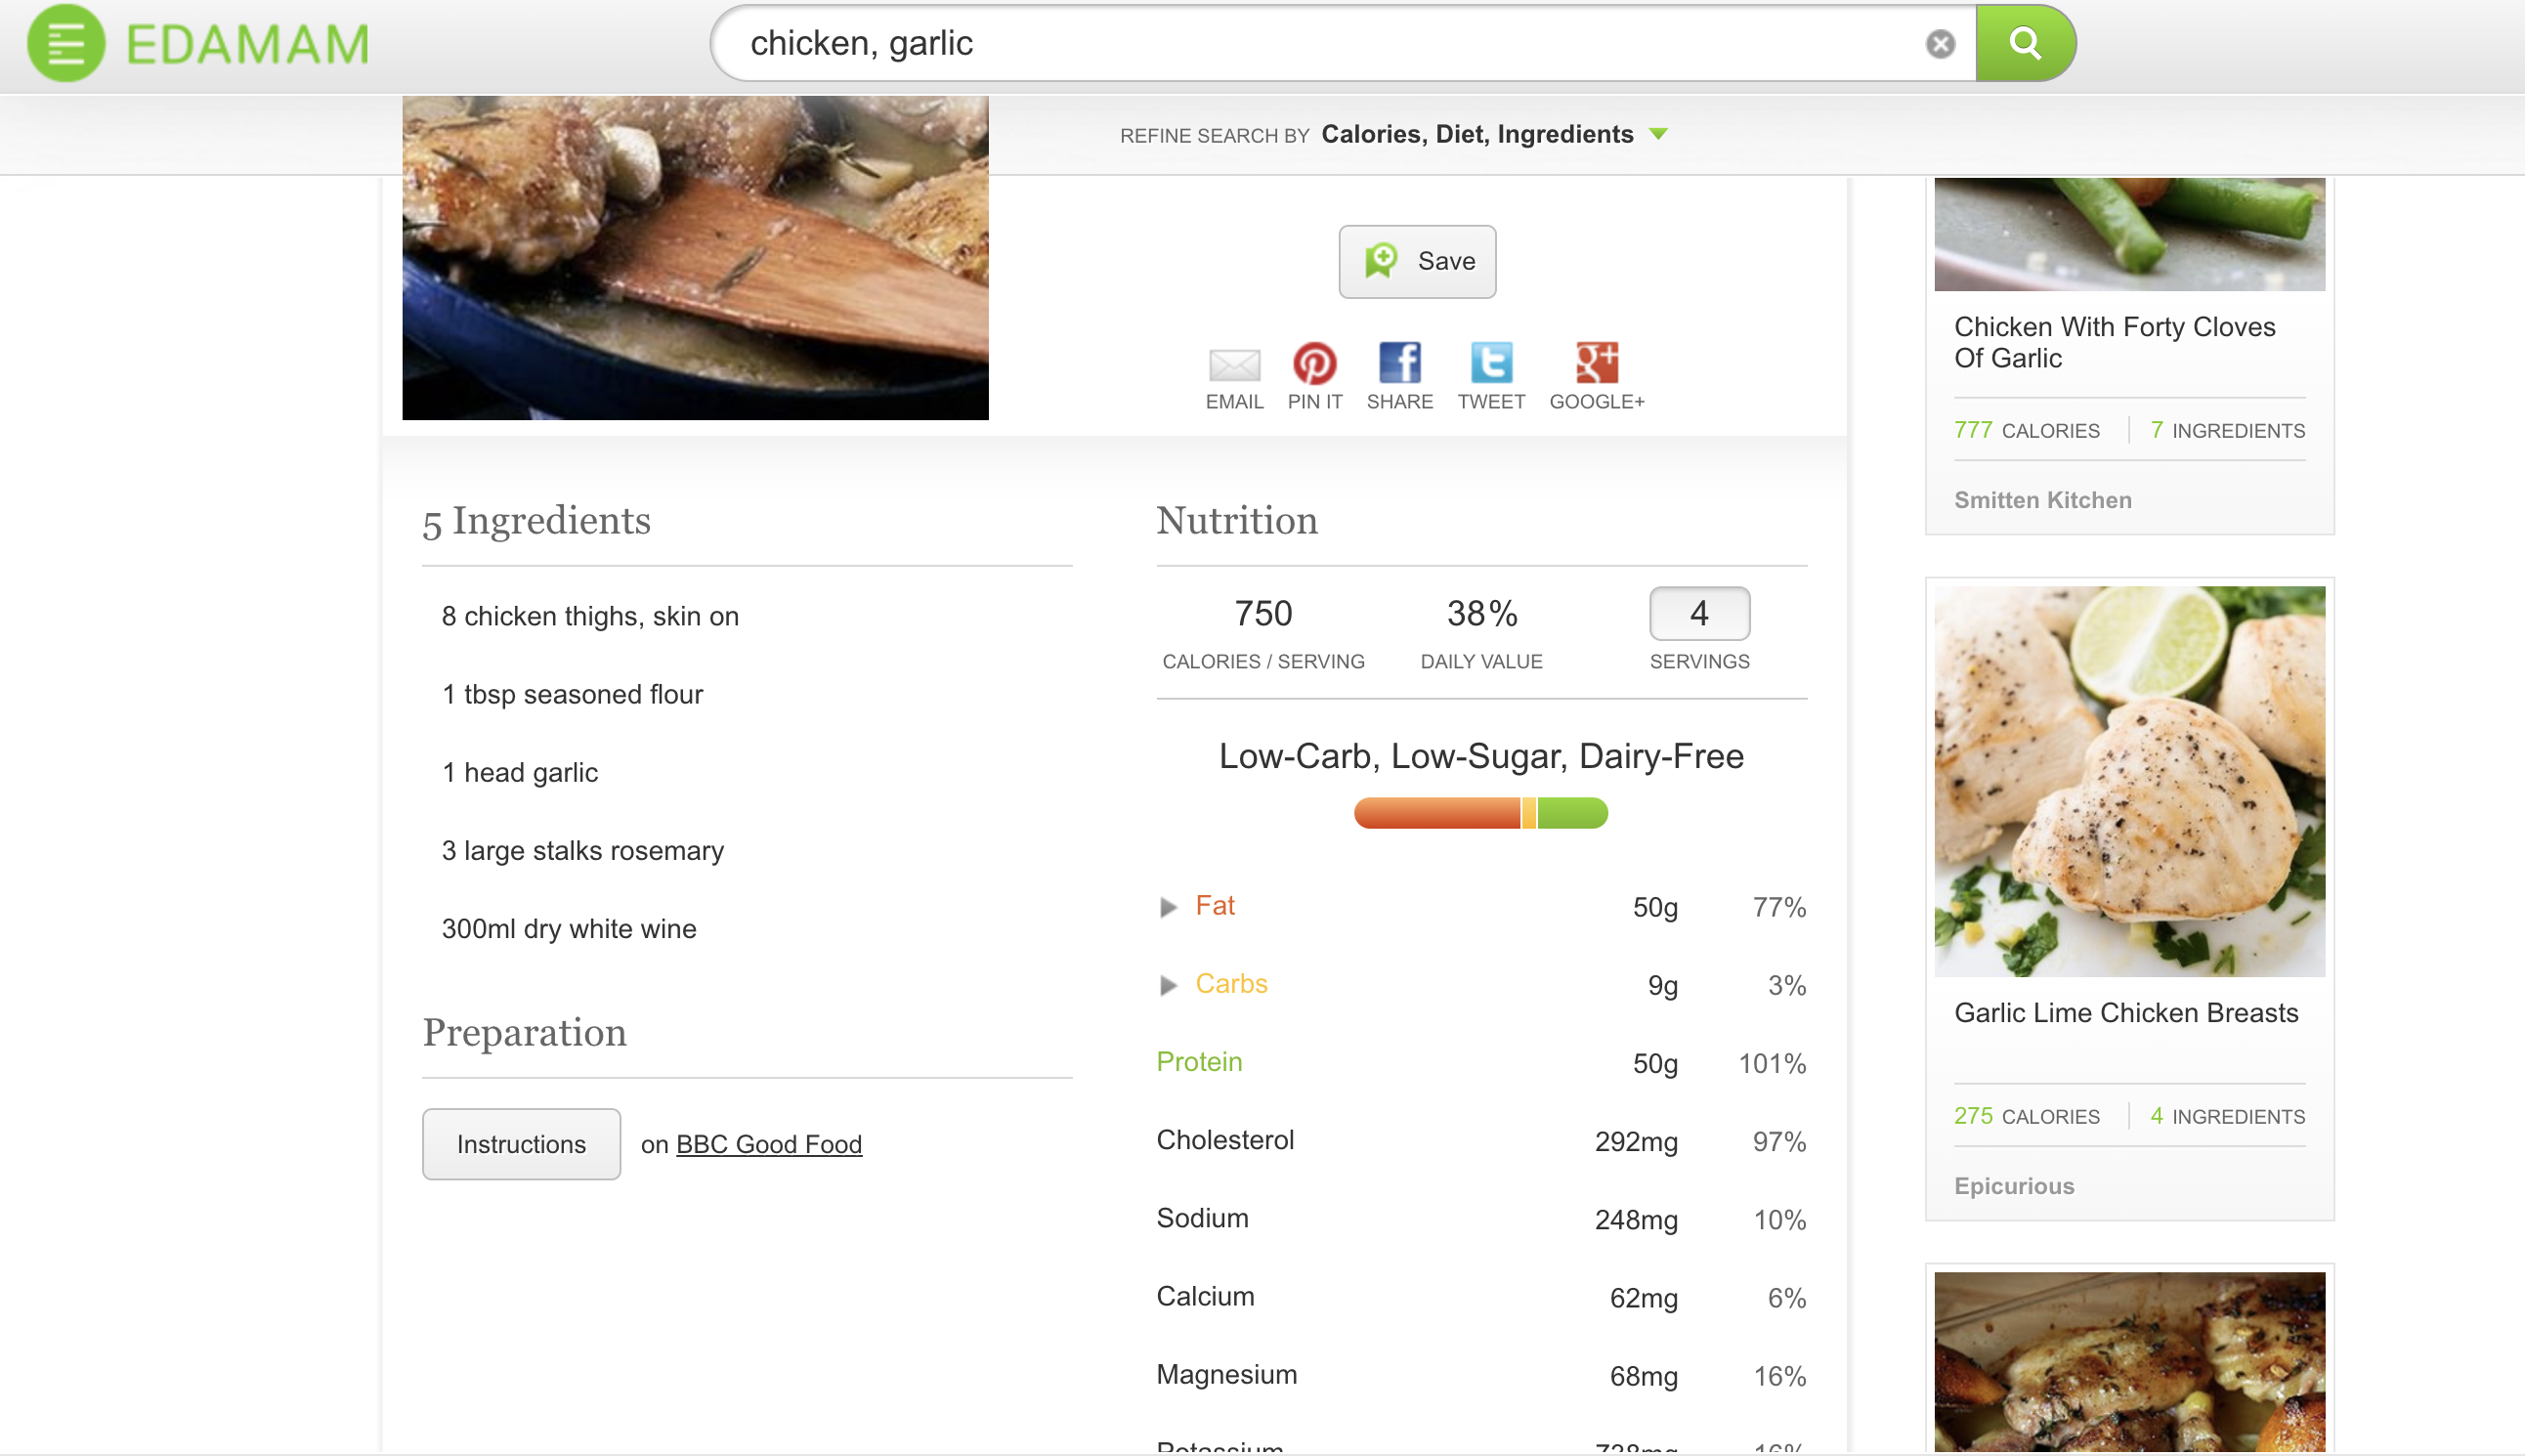 EDAMAM
chicken, garlic
REFINE SEARCH BY Calories, Diet, Ingredients
Save
EMAIL PIN IT SHARE TWEET GOOGLE+
5 Ingredients
8 chicken thighs, skin on
1 tbsp seasoned flour
1 head garlic
3 large stalks rosemary
300ml dry white wine
Preparation
Instructions on BBC Good Food
Nutrition
750 38% 4
CALORIES / SERVING DAILY VALUE SERVINGS
Low-Carb, Low-Sugar, Dairy-Free
Fat 50g 77%
Carbs 9g 3%
Protein 50g 101%
Cholesterol 292mg 97%
Sodium 248mg 10%
Calcium 62mg 6%
Magnesium 68mg 16%
Potassium 738mg 16%
Chicken With Forty Cloves
Of Garlic
777 CALORIES 7 INGREDIENTS
Smitten Kitchen
Garlic Lime Chicken Breasts
275 CALORIES 4 INGREDIENTS
Epicurious